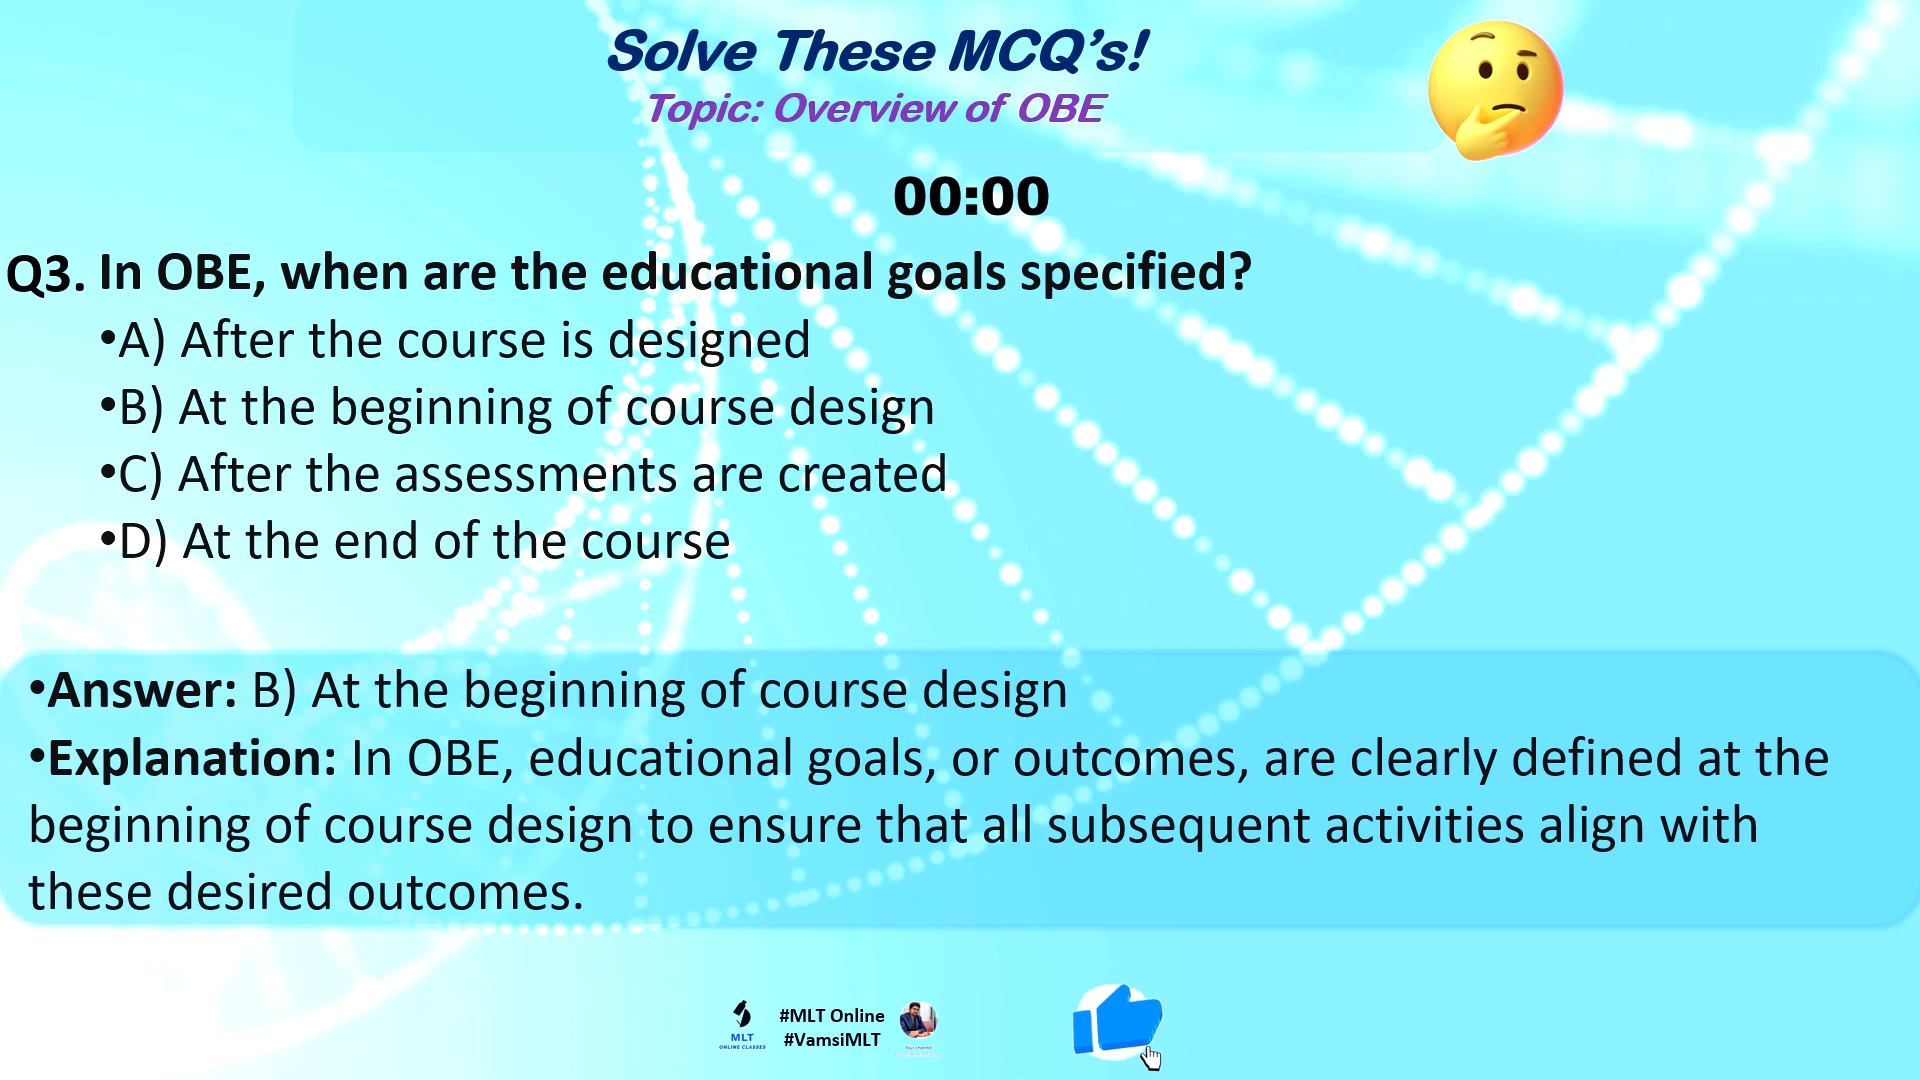 Solve These MCQ’s!
Topic: Overview of OBE
00:00
Q3. In OBE, when are the educational goals specified?
•A) After the course is designed
•B) At the beginning of course design
•C) After the assessments are created
•D) At the end of the course
•Answer: B) At the beginning of course design
•Explanation: In OBE, educational goals, or outcomes, are clearly defined at the
beginning of course design to ensure that all subsequent activities align with
these desired outcomes.
MLT
ONLINE CLASSES
#MLT Online
#VamsiMLT